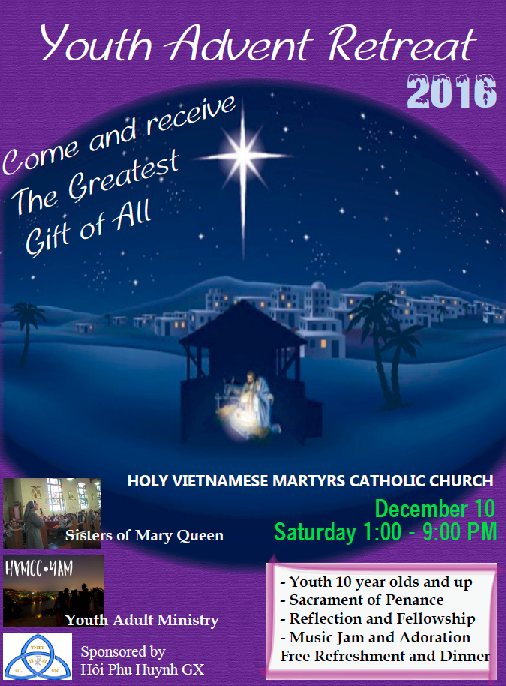 Youth Advent Retreat
2016
Come and receive
The Greatest
Gift of All
HOLY VIETNAMESE MARTYRS CATHOLIC CHURCH
December 10
Saturday 1:00 - 9:00 PM
Sisters of Mary Queen
HVMCC•YAM
Youth Adult Ministry
Sponsored by
Hôi Phu Huynh GX
- Youth 10 year olds and up
- Sacrament of Penance
- Reflection and Fellowship
- Music Jam and Adoration
Free Refreshment and Dinner